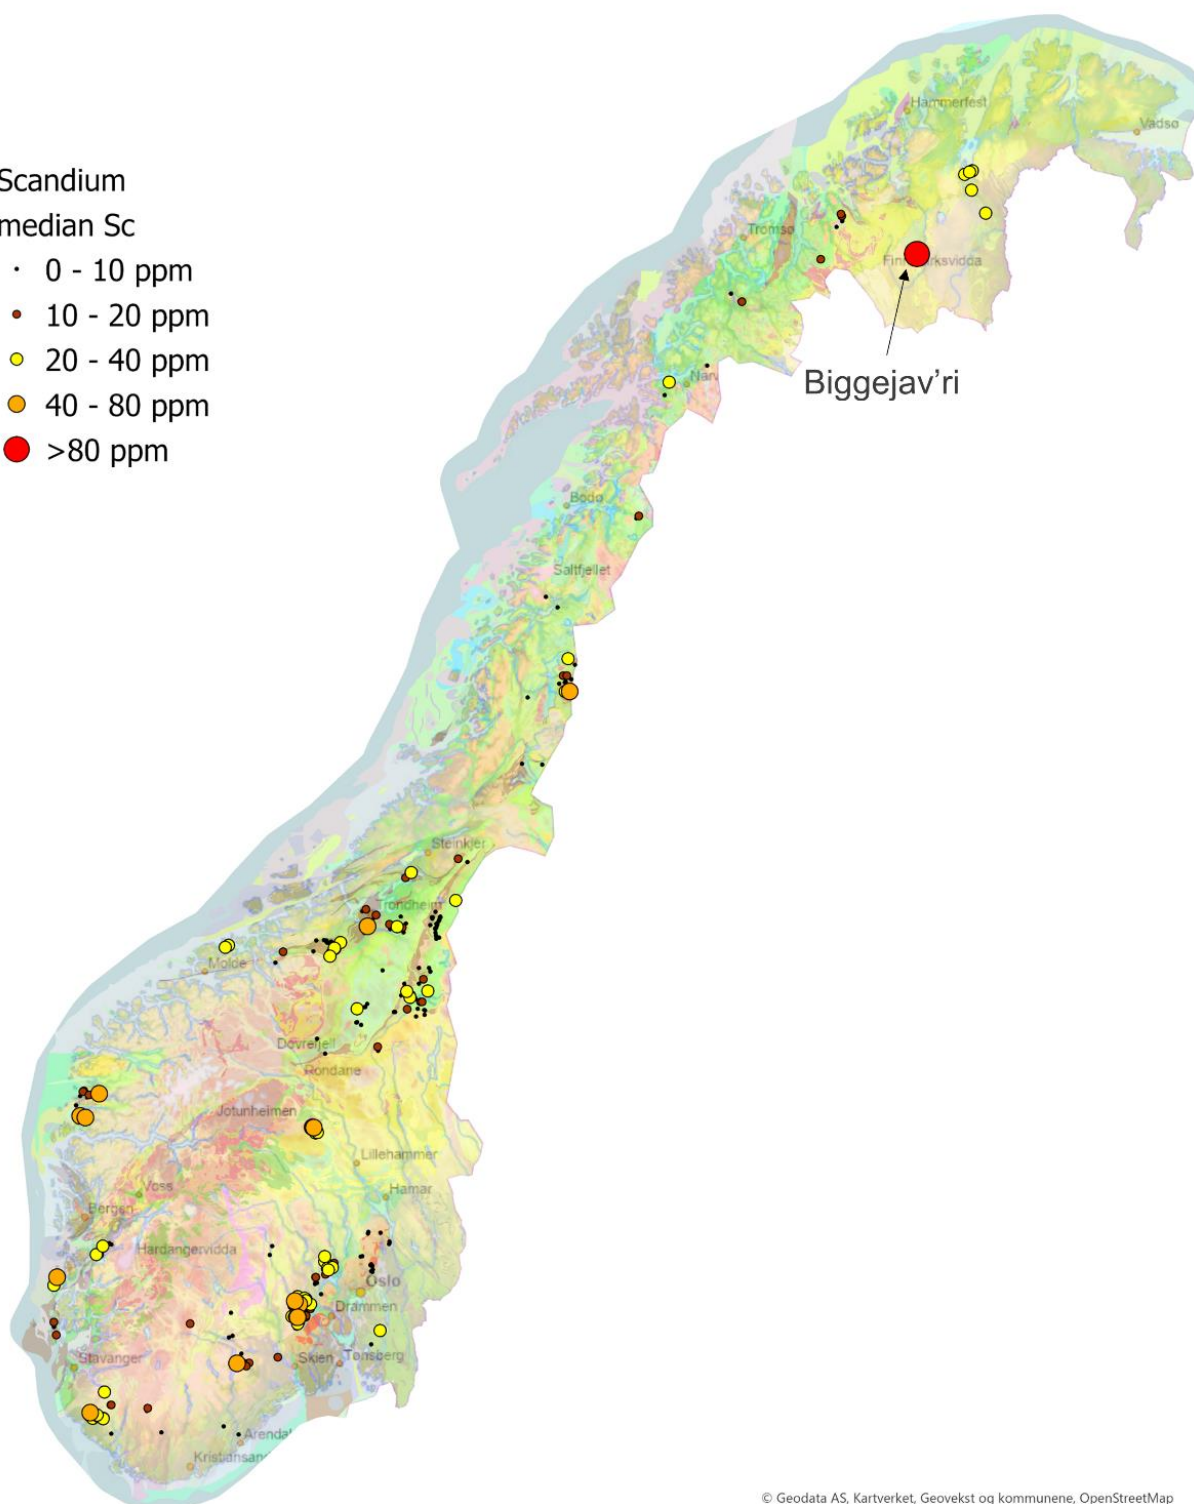 Scandium
median Sc
0 - 10 ppm
10 - 20 ppm
20 - 40 ppm
40 - 80 ppm
>80 ppm
Hammerfest
Vadsø
Tromsø
Biggejav'ri
Bodø
Saltfjellet
Steinkjer
Trondheim
Molde
Dovrefjell
Rondane
Jotunheimen
Lillehammer
Hamar
Voss
Bergen
Hardangervidda
Oslo
Drammen
Stavanger
Skien
Tønsberg
© Geodata AS, Kartverket, Geovekst og kommunene, OpenStreetMap